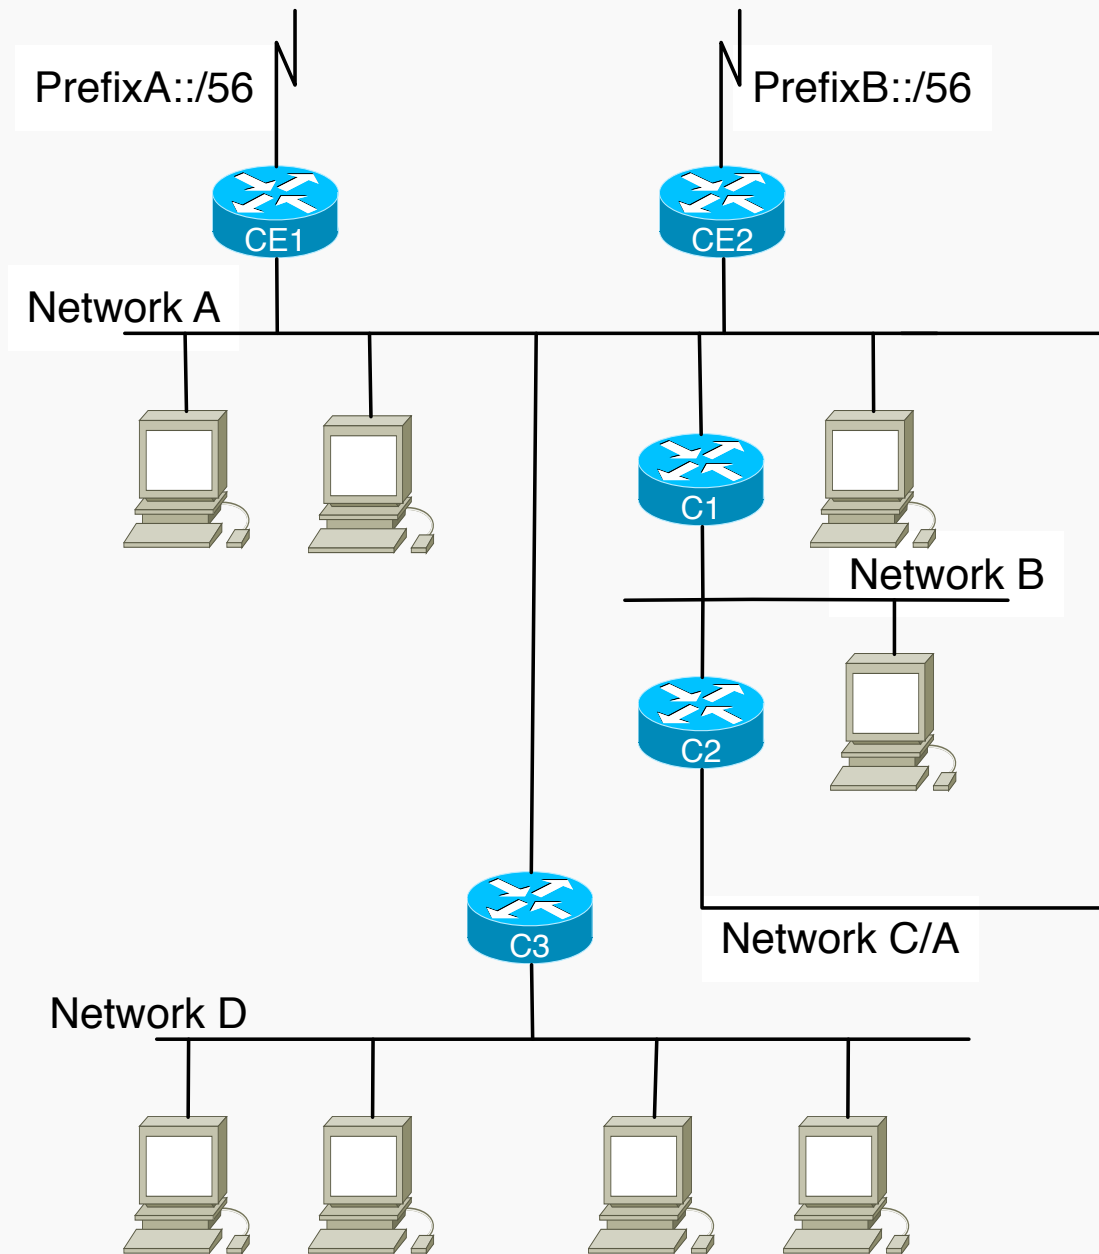 PrefixA::/56
PrefixB::/56
CE1
CE2
Network A
C1
Network B
C2
C3
Network C/A
Network D